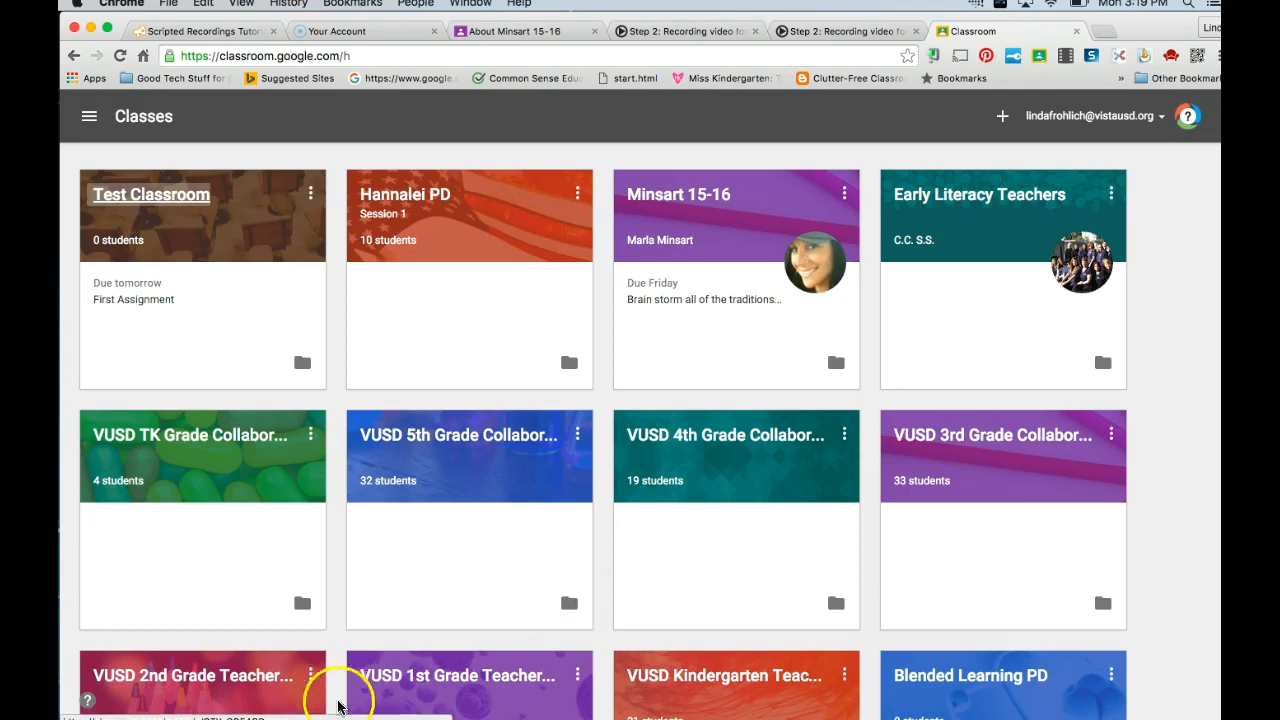 Chrome File Edit View History Bookmarks People Window Help Mon 3:19 PM
Scripted Recordings Tutori Your Account About Minsart 15-16 Step 2: Recording video fo Step 2: Recording video fo Classroom Lin
https://classroom.google.com/h
Apps Good Tech Stuff for Suggested Sites https://www.google. Common Sense Edu start.html Miss Kindergarten: T Clutter-Free Classro Bookmarks » Other Bookmar
Classes + lindafrohlich@vistausd.org ?
Test Classroom
0 students
Due tomorrow
First Assignment
Hannalei PD
Session 1
10 students
Minsart 15-16
Marla Minsart
Due Friday
Brain storm all of the traditions...
Early Literacy Teachers
C.C. S.S.
VUSD TK Grade Collabor...
4 students
VUSD 5th Grade Collabor...
32 students
VUSD 4th Grade Collabor...
19 students
VUSD 3rd Grade Collabor...
33 students
VUSD 2nd Grade Teacher...
?
VUSD 1st Grade Teacher...
VUSD Kindergarten Teac...
Blended Learning PD